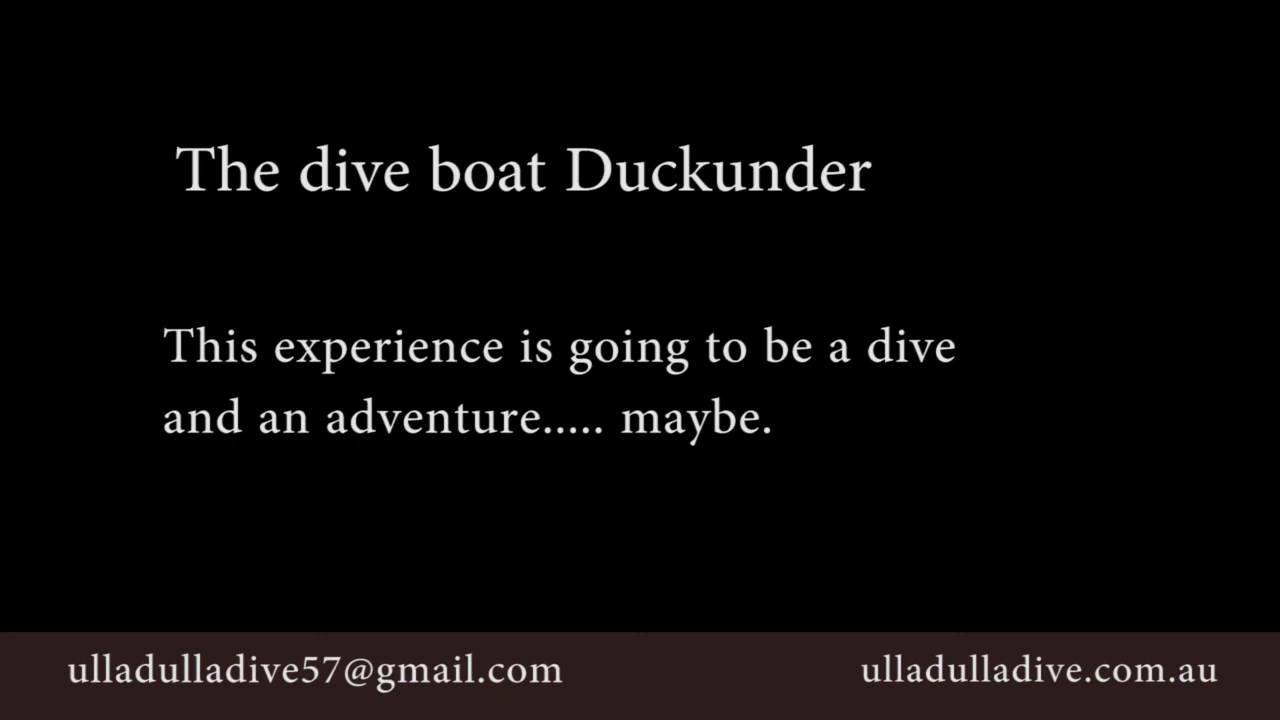 The dive boat Duckunder
This experience is going to be a dive
and an adventure..... maybe.
ulladulladive57@gmail.com
ulladulladive.com.au